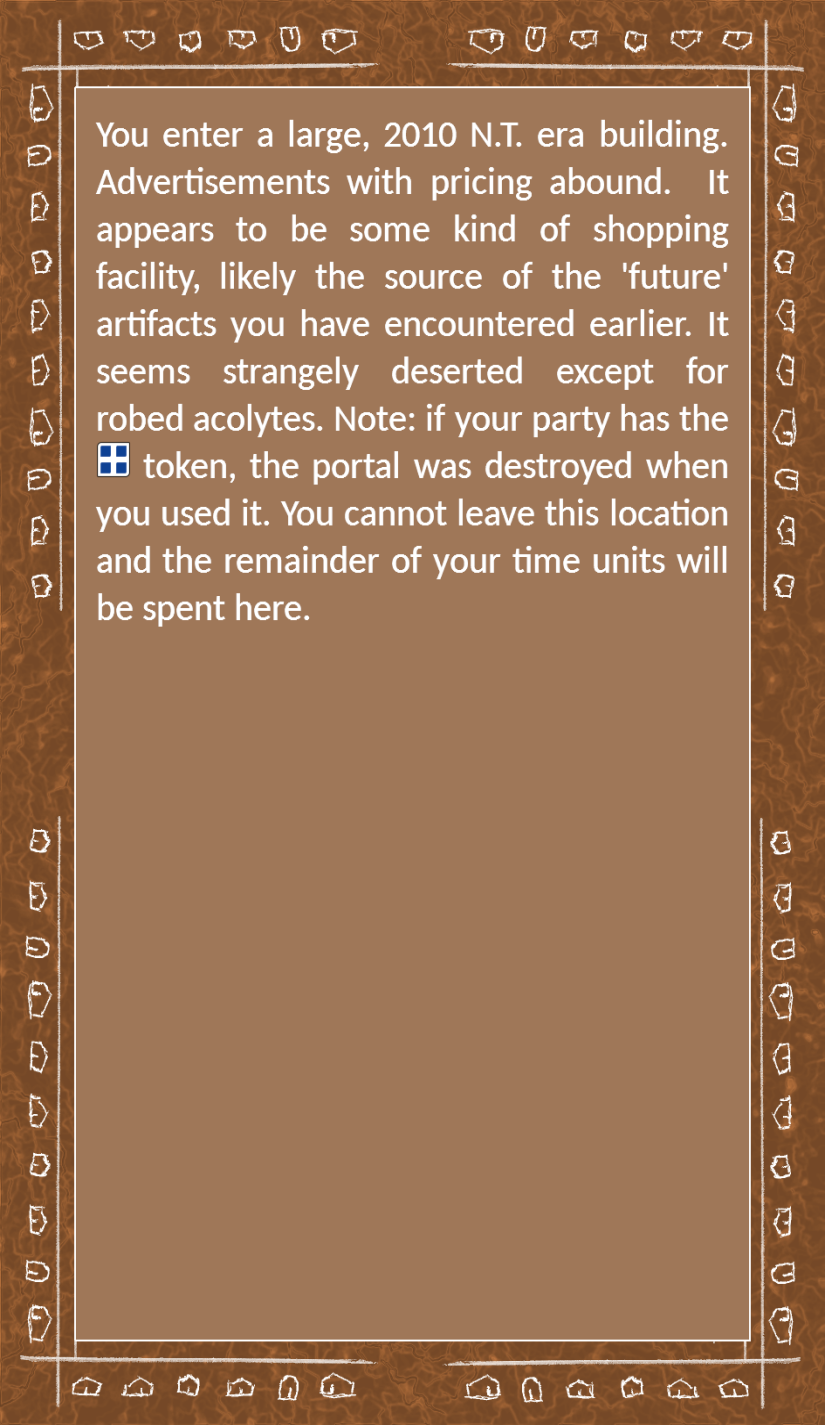 You enter a large, 2010 N.T. era building.
Advertisements with pricing abound.  It
appears to be some kind of shopping
facility, likely the source of the 'future'
artifacts you have encountered earlier. It
seems strangely deserted except for
robed acolytes. Note: if your party has the
token, the portal was destroyed when
you used it. You cannot leave this location
and the remainder of your time units will
be spent here.